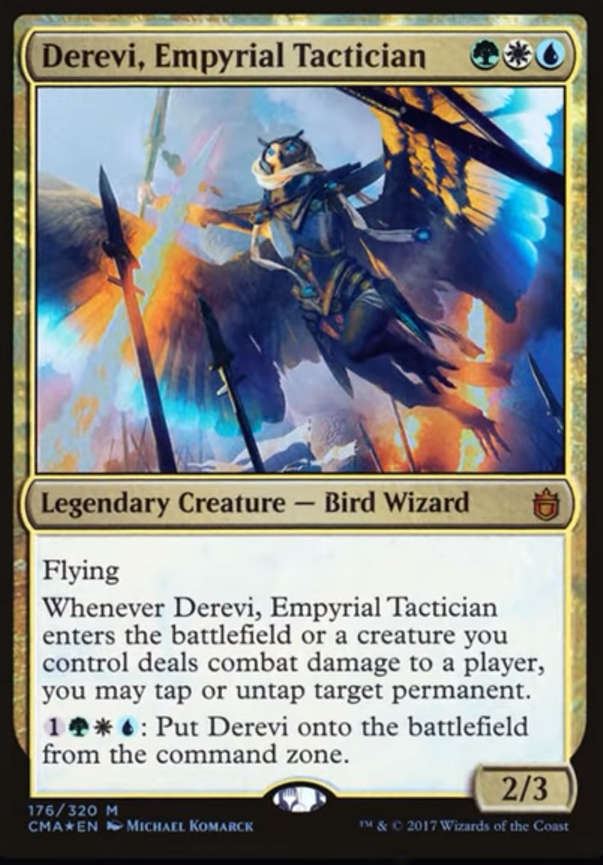 Derevi, Empyrial Tactician
Legendary Creature — Bird Wizard
Flying
Whenever Derevi, Empyrial Tactician
enters the battlefield or a creature you
control deals combat damage to a player,
you may tap or untap target permanent.
1: Put Derevi onto the battlefield
from the command zone.
2/3
176/320 M
CMA★EN Michael Komarck
™ & © 2017 Wizards of the Coast